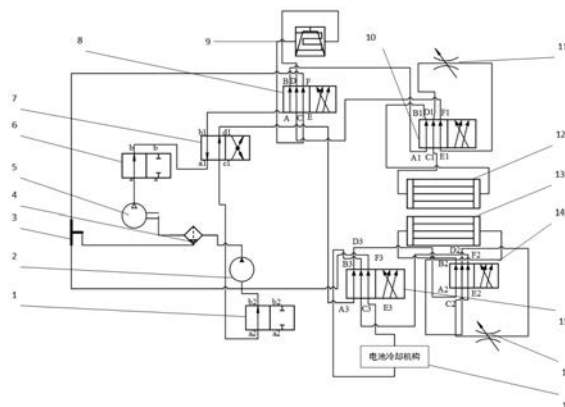 9
8
7
6
5
4
3
2
1
10
11
12
13
14
B D F
A C E
b1 d1
a1 c1
b b
a a
b2 b2
a2 a2
B1 D1 F1
A1 C1 E1
D3
B3 F3
A3 C3 E3
D2
B2 F2
A2 E2
C2
电池冷却机构